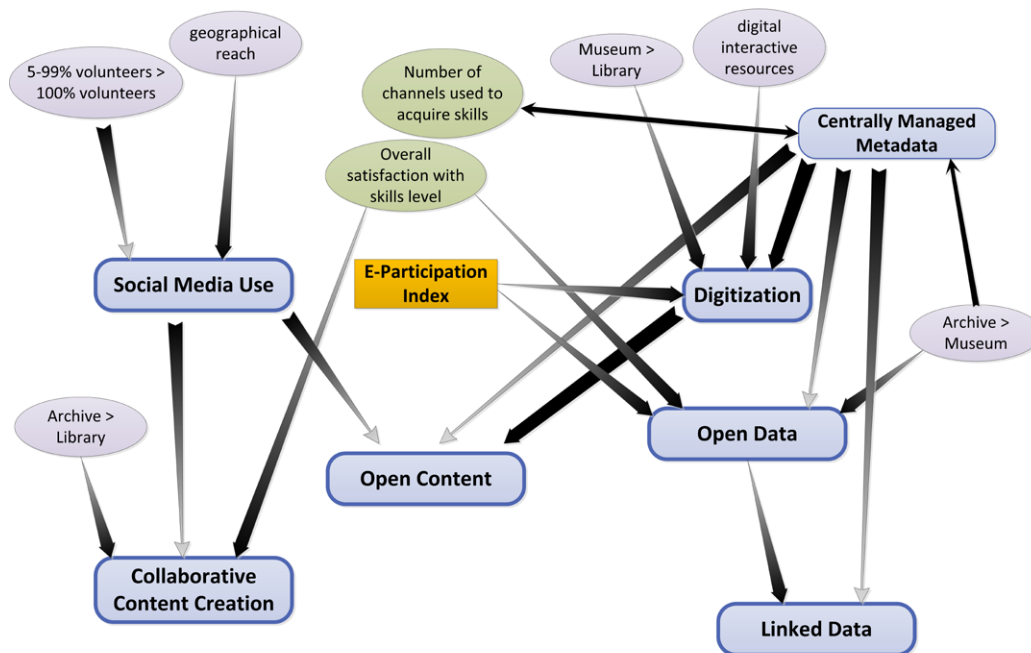 geographical
reach
5-99% volunteers >
100% volunteers
Museum >
Library
digital
interactive
resources
Number of
channels used to
acquire skills
Centrally Managed
Metadata
Overall
satisfaction with
skills level
E-Participation
Index
Social Media Use
Digitization
Archive >
Museum
Archive >
Library
Open Data
Open Content
Collaborative
Content Creation
Linked Data